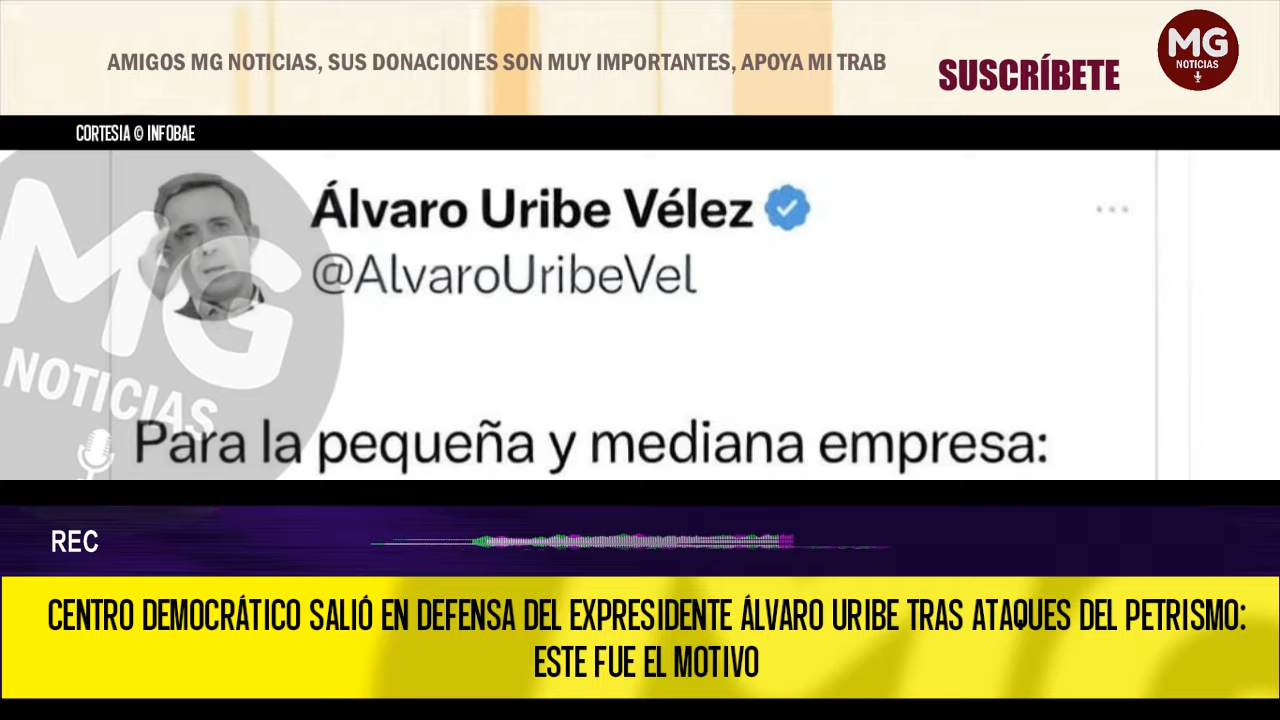 AMIGOS MG NOTICIAS, SUS DONACIONES SON MUY IMPORTANTES, APOYA MI TRAB
SUSCRÍBETE
MG
NOTICIAS
CORTESIA © INFOBAE
Álvaro Uribe Vélez
@AlvaroUribeVel
MG
NOTICIAS
Para la pequeña y mediana empresa:
REC
CENTRO DEMOCRÁTICO SALIÓ EN DEFENSA DEL EXPRESIDENTE ÁLVARO URIBE TRAS ATAQUES DEL PETRISMO:
ESTE FUE EL MOTIVO